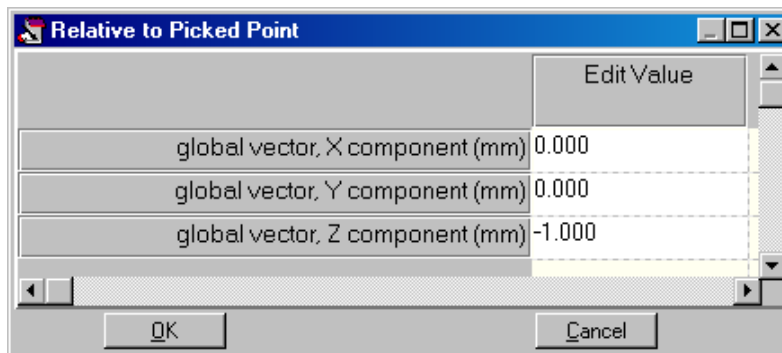 Relative to Picked Point
Edit Value
global vector, X component (mm) 0.000
global vector, Y component (mm) 0.000
global vector, Z component (mm) -1.000
OK Cancel